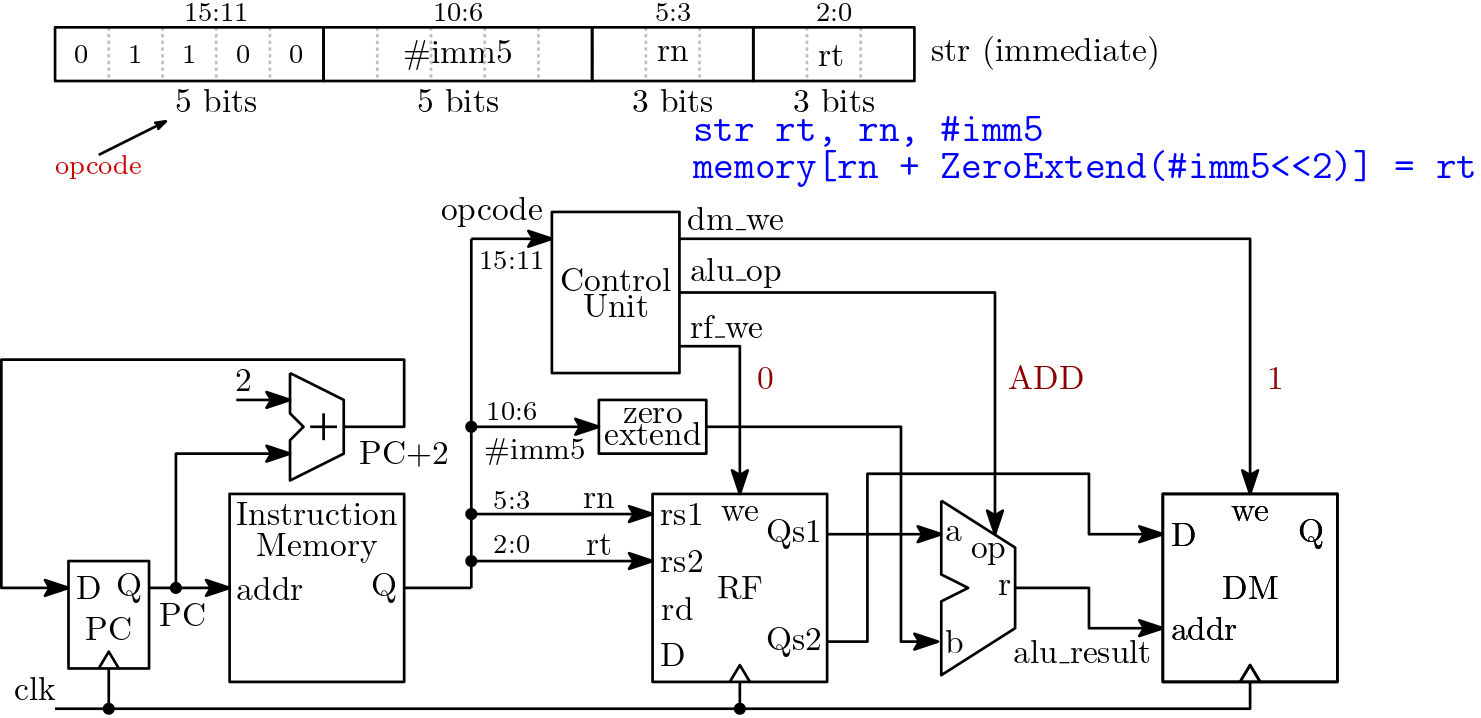 15:11 10:6 5:3 2:0
0 1 1 0 0 #imm5 rn rt str (immediate)
5 bits 5 bits 3 bits 3 bits
opcode
str rt, rn, #imm5
memory[rn + ZeroExtend(#imm5<<2)] = rt
opcode
15:11
Control
Unit
dm_we
alu_op
rf_we
0
ADD
1
2
+
PC+2
10:6
#imm5
zero
extend
5:3 rn
2:0 rt
Instruction
Memory
addr Q
D Q
PC
PC
clk
rs1 we Qs1
rs2
RF
rd
D Qs2
a
op
r
b
alu_result
D we Q
DM
addr